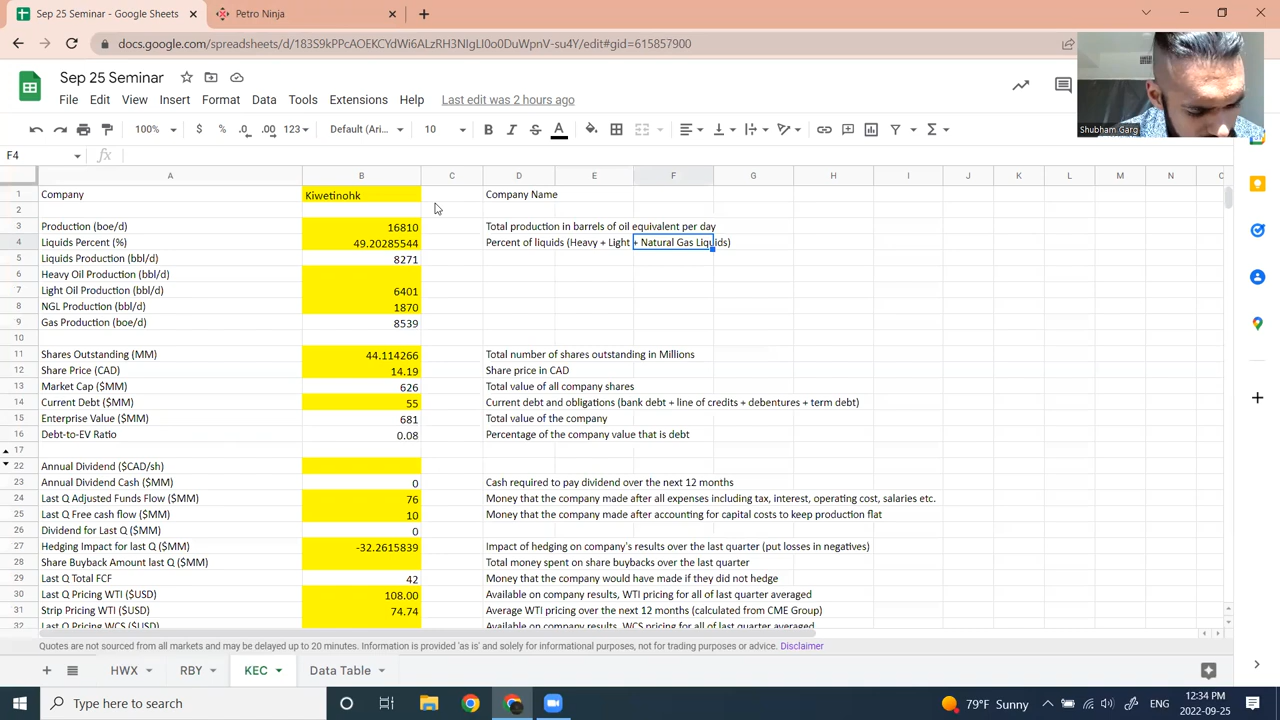 Sep 25 Seminar - Google Sheets
Petro Ninja
docs.google.com/spreadsheets/d/183S9kPPcAOEKCYdWi6ALzRH3NIgLI0o0DuwpnV-su4Y/edit#gid=615857900
Sep 25 Seminar
File Edit View Insert Format Data Tools Extensions Help Last edit was 2 hours ago
100% $ % .0 .00 123 Default (Ari... 10 B I S A
Shubham Garg
F4 fx
A B C D E F G H I J K L M N
1 Company Kiwetinohk Company Name
2
3 Production (boe/d) 16810 Total production in barrels of oil equivalent per day
4 Liquids Percent (%) 49.20285544 Percent of liquids (Heavy + Light + Natural Gas Liquids)
5 Liquids Production (bbl/d) 8271
6 Heavy Oil Production (bbl/d)
7 Light Oil Production (bbl/d) 6401
8 NGL Production (bbl/d) 1870
9 Gas Production (boe/d) 8539
10
11 Shares Outstanding (MM) 44.114266 Total number of shares outstanding in Millions
12 Share Price (CAD) 14.19 Share price in CAD
13 Market Cap ($MM) 626 Total value of all company shares
14 Current Debt ($MM) 55 Current debt and obligations (bank debt + line of credits + debentures + term debt)
15 Enterprise Value ($MM) 681 Total value of the company
16 Debt-to-EV Ratio 0.08 Percentage of the company value that is debt
17
22 Annual Dividend ($CAD/sh)
23 Annual Dividend Cash ($MM) 0 Cash required to pay dividend over the next 12 months
24 Last Q Adjusted Funds Flow ($MM) 76 Money that the company made after all expenses including tax, interest, operating cost, salaries etc.
25 Last Q Free cash flow ($MM) 10 Money that the company made after accounting for capital costs to keep production flat
26 Dividend for Last Q ($MM) 0
27 Hedging Impact for last Q ($MM) -32.2615839 Impact of hedging on company's results over the last quarter (put losses in negatives)
28 Share Buyback Amount last Q ($MM) Total money spent on share buybacks over the last quarter
29 Last Q Total FCF 42 Money that the company would have made if they did not hedge
30 Last Q Pricing WTI ($USD) 108.00 Available on company results, WTI pricing for all of last quarter averaged
31 Strip Pricing WTI ($USD) 74.74 Average WTI pricing over the next 12 months (calculated from CME Group)
32 Last Q Pricing WCS ($USD) Available on company results, WCS pricing for all of last quarter averaged
Quotes are not sourced from all markets and may be delayed up to 20 minutes. Information is provided 'as is' and solely for informational purposes, not for trading purposes or advice. Disclaimer
HWX RBY KEC Data Table
Type here to search
79°F Sunny
ENG
12:34 PM
2022-09-25